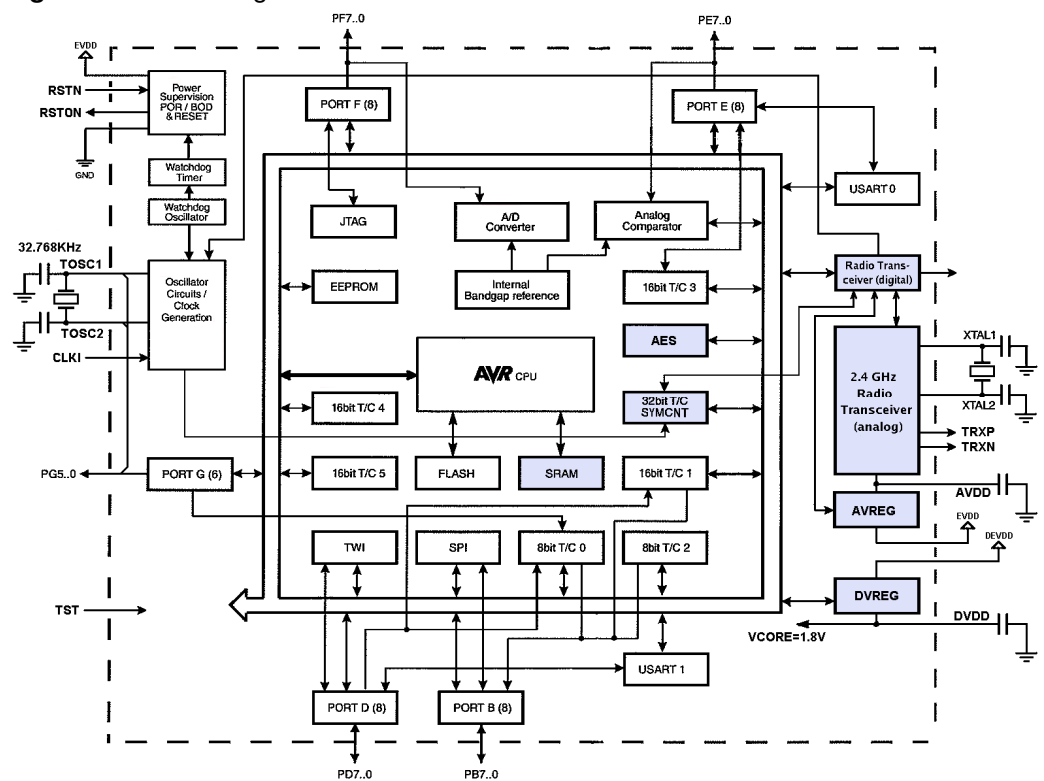 PF7..0
PE7..0
EVDD
RSTN
RSTON
GND
Power
Supervision
POR / BOD
& RESET
PORT F (8)
PORT E (8)
Watchdog
Timer
Watchdog
Oscillator
USART 0
JTAG
A/D
Converter
Analog
Comparator
32.768KHz
TOSC1
TOSC2
CLKI
Oscillator
Circuits /
Clock
Generation
EEPROM
Internal
Bandgap reference
16bit T/C 3
Radio Trans-
ceiver (digital)
AES
AVR CPU
XTAL1
XTAL2
2.4 GHz
Radio
Transceiver
(analog)
TRXP
TRXN
16bit T/C 4
32bit T/C
SYMCNT
PG5..0
PORT G (6)
16bit T/C 5
FLASH
SRAM
16bit T/C 1
AVDD
AVREG
EVDD
DEVDD
TWI
SPI
8bit T/C 0
8bit T/C 2
DVREG
TST
DVDD
VCORE=1.8V
USART 1
PORT D (8)
PORT B (8)
PD7..0
PB7..0